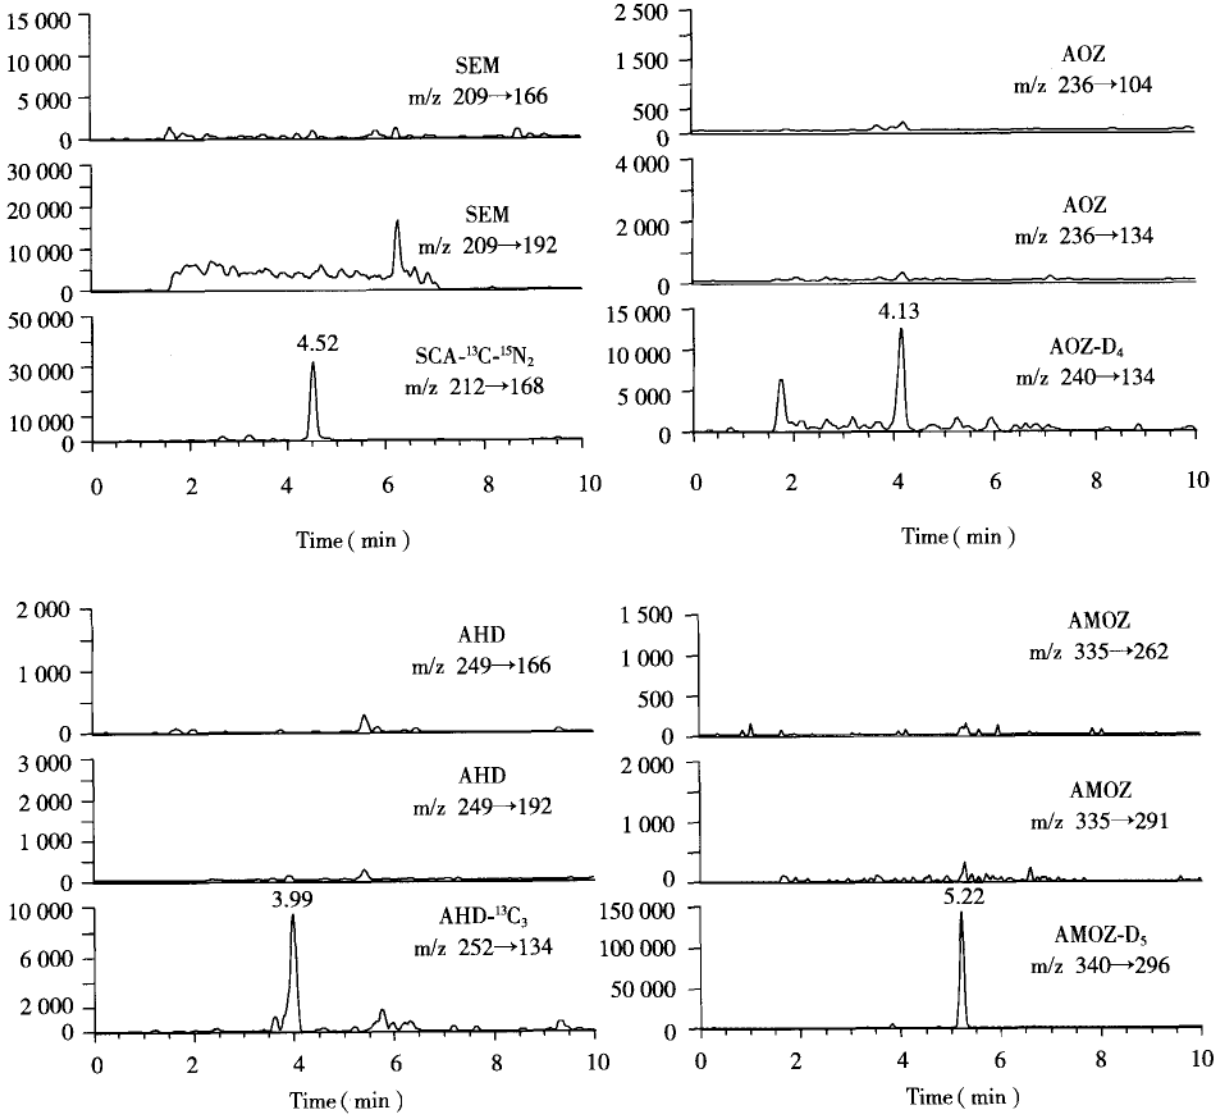 15 000
10 000
5 000
0
SEM
m/z 209→166
30 000
20 000
10 000
0
SEM
m/z 209→192
50 000
30 000
10 000
0
4.52
SCA-¹³C-¹⁵N₂
m/z 212→168
0 2 4 6 8 10
Time ( min )
2 500
1 500
500
0
AOZ
m/z 236→104
4 000
2 000
0
AOZ
m/z 236→134
15 000
10 000
5 000
0
4.13
AOZ-D₄
m/z 240→134
0 2 4 6 8 10
Time ( min )
2 000
1 000
0
AHD
m/z 249→166
3 000
2 000
1 000
0
AHD
m/z 249→192
10 000
6 000
2 000
0
3.99
AHD-¹³C₃
m/z 252→134
0 2 4 6 8 10
Time ( min )
1 500
1 000
500
0
AMOZ
m/z 335→262
2 000
1 000
0
AMOZ
m/z 335→291
150 000
100 000
50 000
0
5.22
AMOZ-D₅
m/z 340→296
0 2 4 6 8 10
Time ( min )